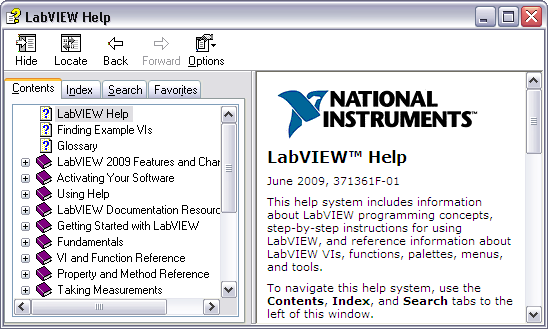 LabVIEW Help
Hide Locate Back Forward Options
Contents Index Search Favorites
LabVIEW Help
Finding Example VIs
Glossary
LabVIEW 2009 Features and Chan
Activating Your Software
Using Help
LabVIEW Documentation Resourc
Getting Started with LabVIEW
Fundamentals
VI and Function Reference
Property and Method Reference
Taking Measurements
NATIONAL
INSTRUMENTS™
LabVIEW™ Help
June 2009, 371361F-01
This help system includes information
about LabVIEW programming concepts,
step-by-step instructions for using
LabVIEW, and reference information about
LabVIEW VIs, functions, palettes, menus,
and tools.
To navigate this help system, use the
Contents, Index, and Search tabs to the
left of this window.